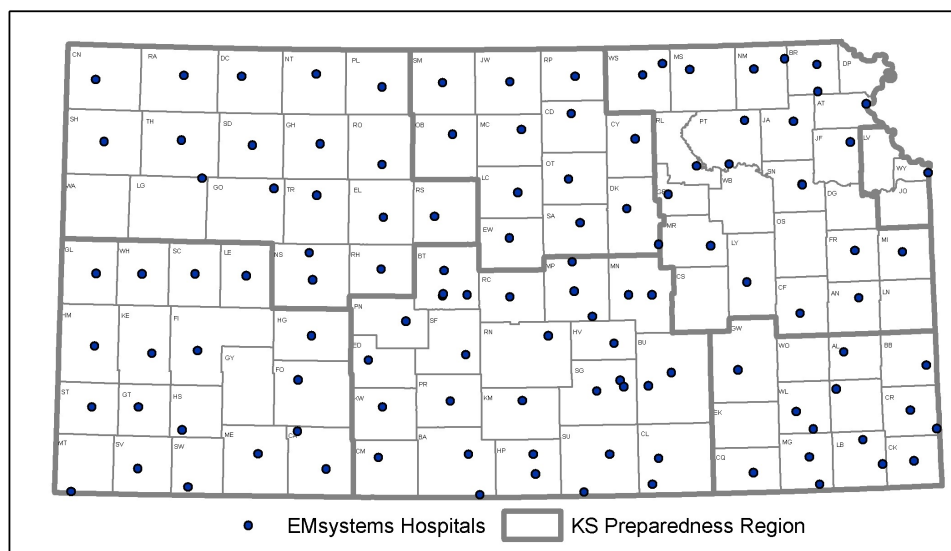 CN RA DC NT PL SM JW RP WS MS NM BR DP
SH TH SD GH RO OB MC CD CY RL PT JA AT
JF LV
WY
WA LG GO TR EL RS LC OT DK GE WB SN DG JO
EW SA MR LY OS FR MI
GL WH SC LE NS RH BT RC MP MN CS CF AN LN
HM KE FI HG PN SF RN HV BU GW WO AL BB
GY FO ED SG
ST GT HS KW PR KM EK WL CR
MT SV SW ME CA CM BA HP SU CL CQ MG LB CK
EMsystems Hospitals KS Preparedness Region